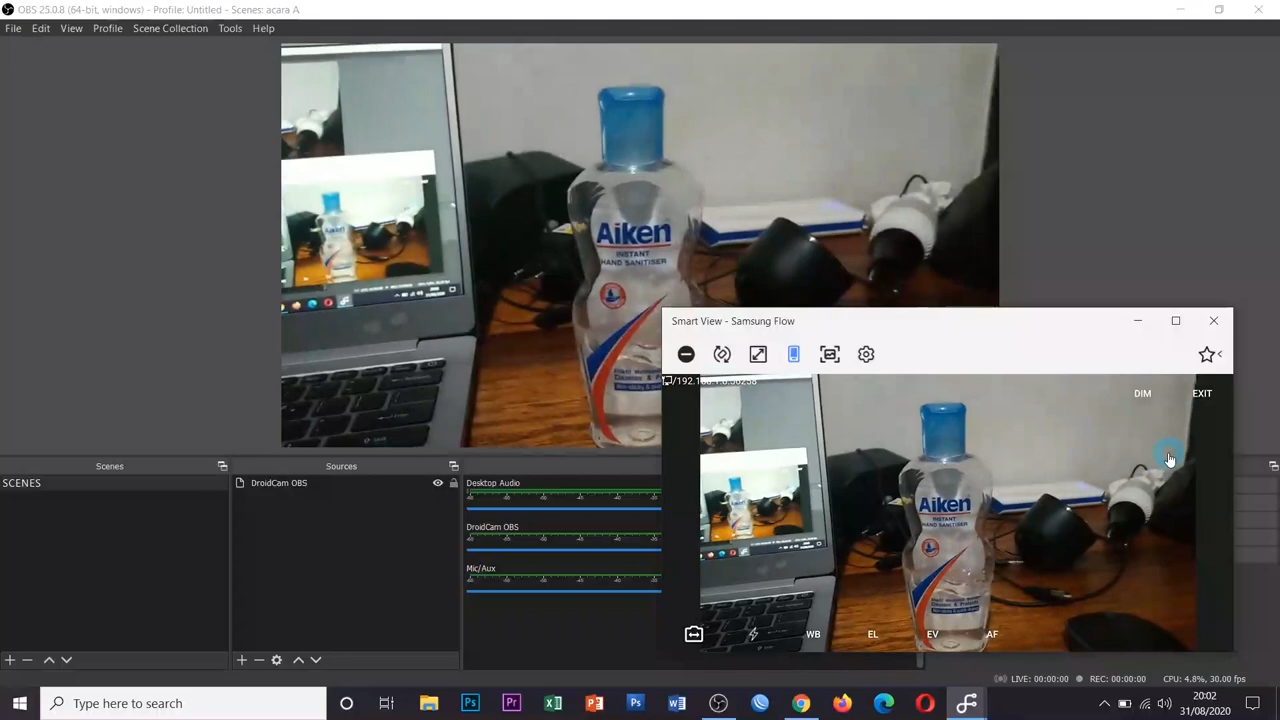 OBS 25.0.8 (64-bit, windows) - Profile: Untitled - Scenes: acara A
File Edit View Profile Scene Collection Tools Help
Aiken
INSTANT
HAND SANITISER
Smart View - Samsung Flow
DIM EXIT
Aiken
INSTANT
HAND SANITISER
WB EL EV AF
Scenes
SCENES
Sources
DroidCam OBS
Desktop Audio
DroidCam OBS
Mic/Aux
LIVE: 00:00:00 REC: 00:00:00 CPU: 4.8%, 30.00 fps
Type here to search
20:02
31/08/2020